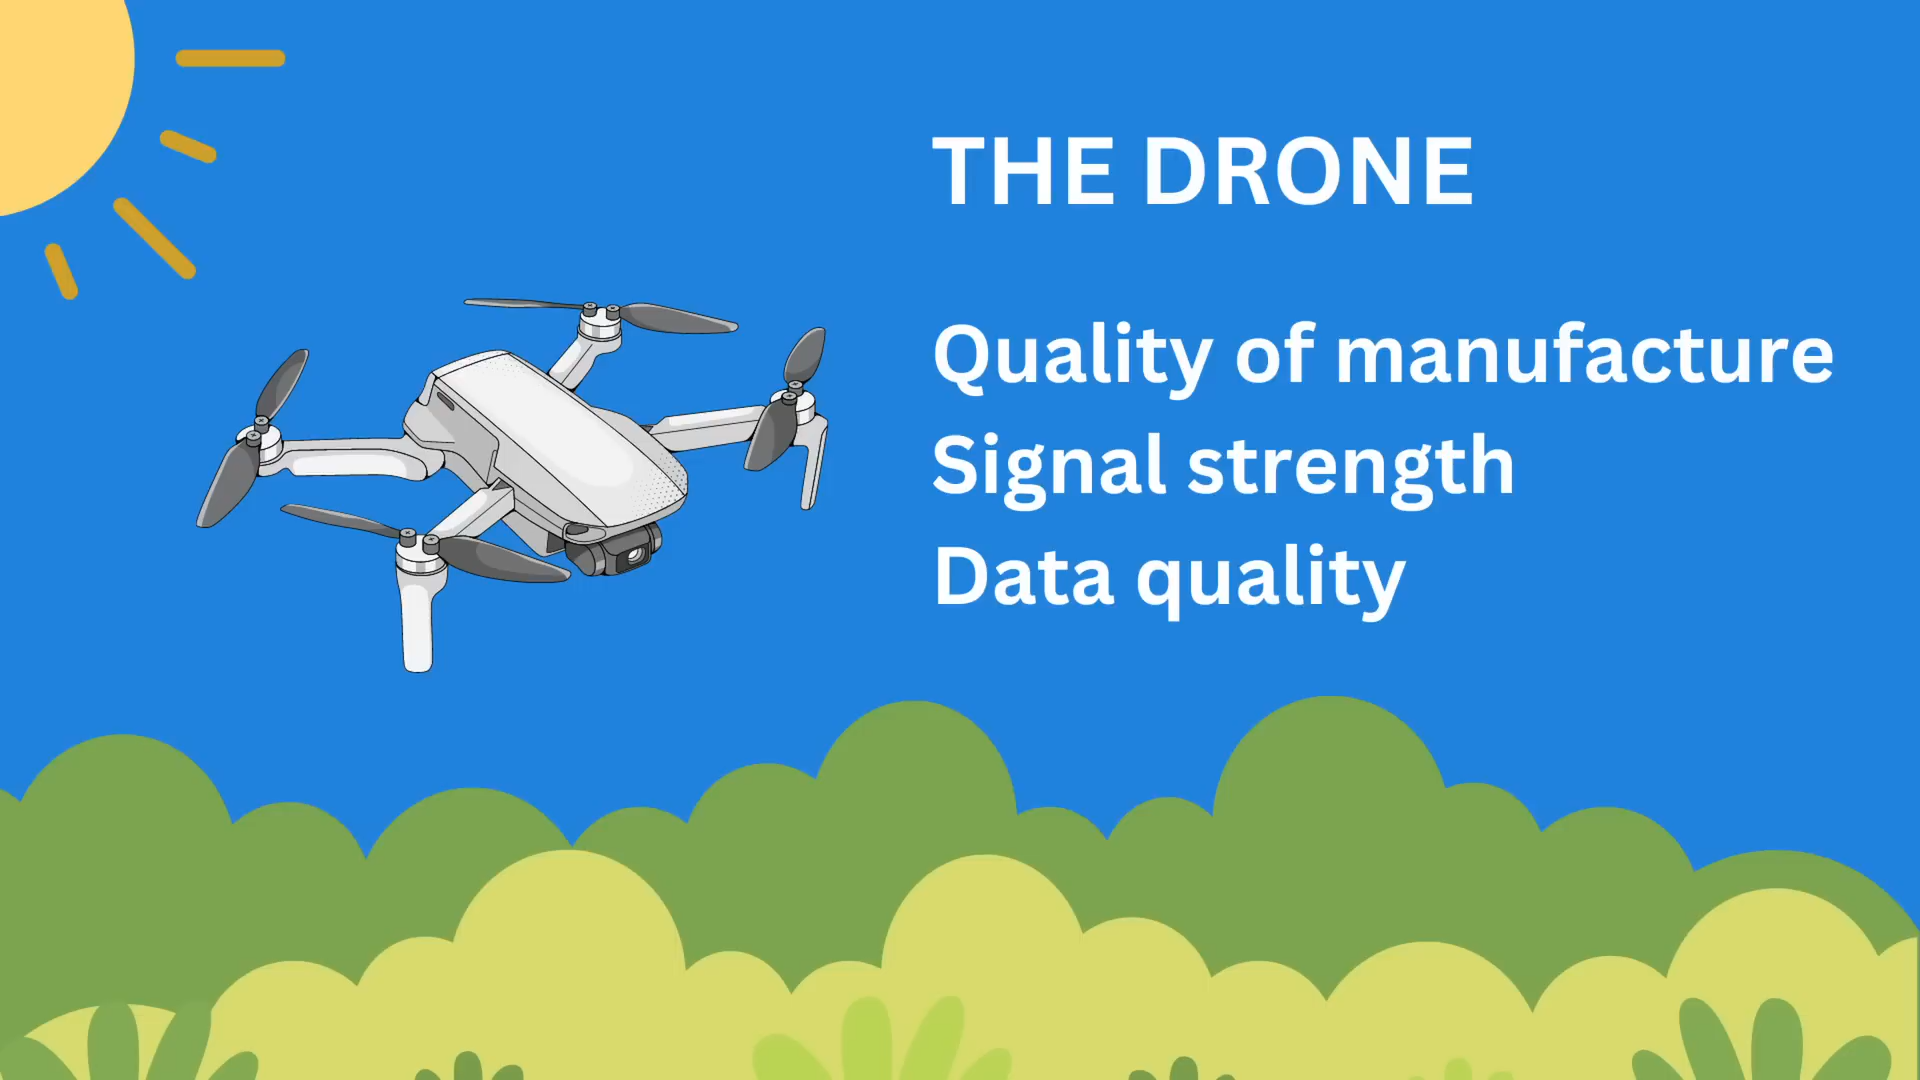 THE DRONE
Quality of manufacture
Signal strength
Data quality